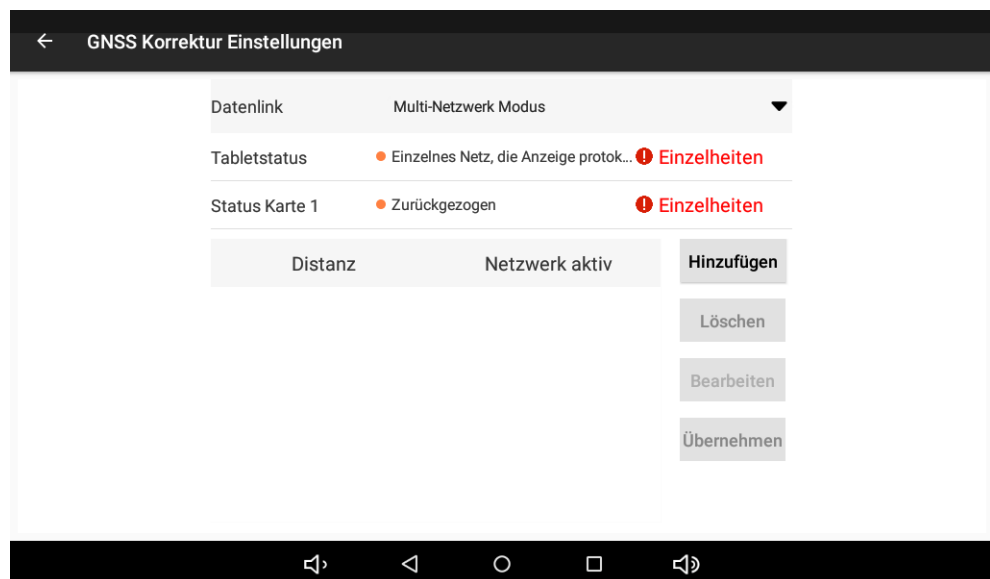 GNSS Korrektur Einstellungen
Datenlink Multi-Netzwerk Modus
Tabletstatus Einzelnes Netz, die Anzeige protok... Einzelheiten
Status Karte 1 Zurückgezogen Einzelheiten
Distanz Netzwerk aktiv Hinzufügen
Löschen
Bearbeiten
Übernehmen